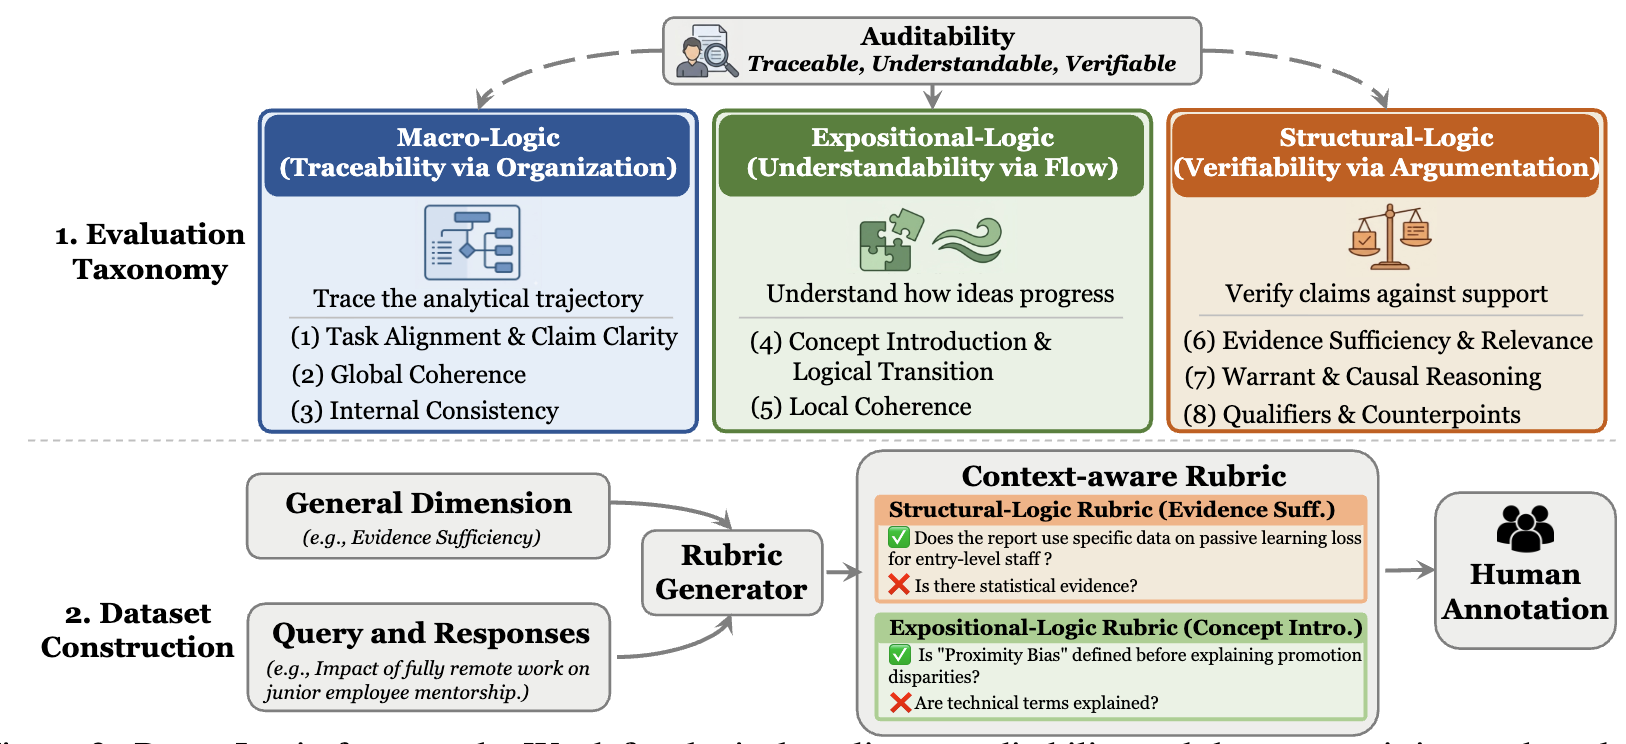 Auditability
Traceable, Understandable, Verifiable
1. Evaluation
Taxonomy
Macro-Logic
(Traceability via Organization)
Trace the analytical trajectory
(1) Task Alignment & Claim Clarity
(2) Global Coherence
(3) Internal Consistency
Expositional-Logic
(Understandability via Flow)
Understand how ideas progress
(4) Concept Introduction &
Logical Transition
(5) Local Coherence
Structural-Logic
(Verifiability via Argumentation)
Verify claims against support
(6) Evidence Sufficiency & Relevance
(7) Warrant & Causal Reasoning
(8) Qualifiers & Counterpoints
2. Dataset
Construction
General Dimension
(e.g., Evidence Sufficiency)
Query and Responses
(e.g., Impact of fully remote work on
junior employee mentorship.)
Rubric
Generator
Context-aware Rubric
Structural-Logic Rubric (Evidence Suff.)
✅ Does the report use specific data on passive learning loss
for entry-level staff ?
❌ Is there statistical evidence?
Expositional-Logic Rubric (Concept Intro.)
✅ Is "Proximity Bias" defined before explaining promotion
disparities?
❌ Are technical terms explained?
Human
Annotation